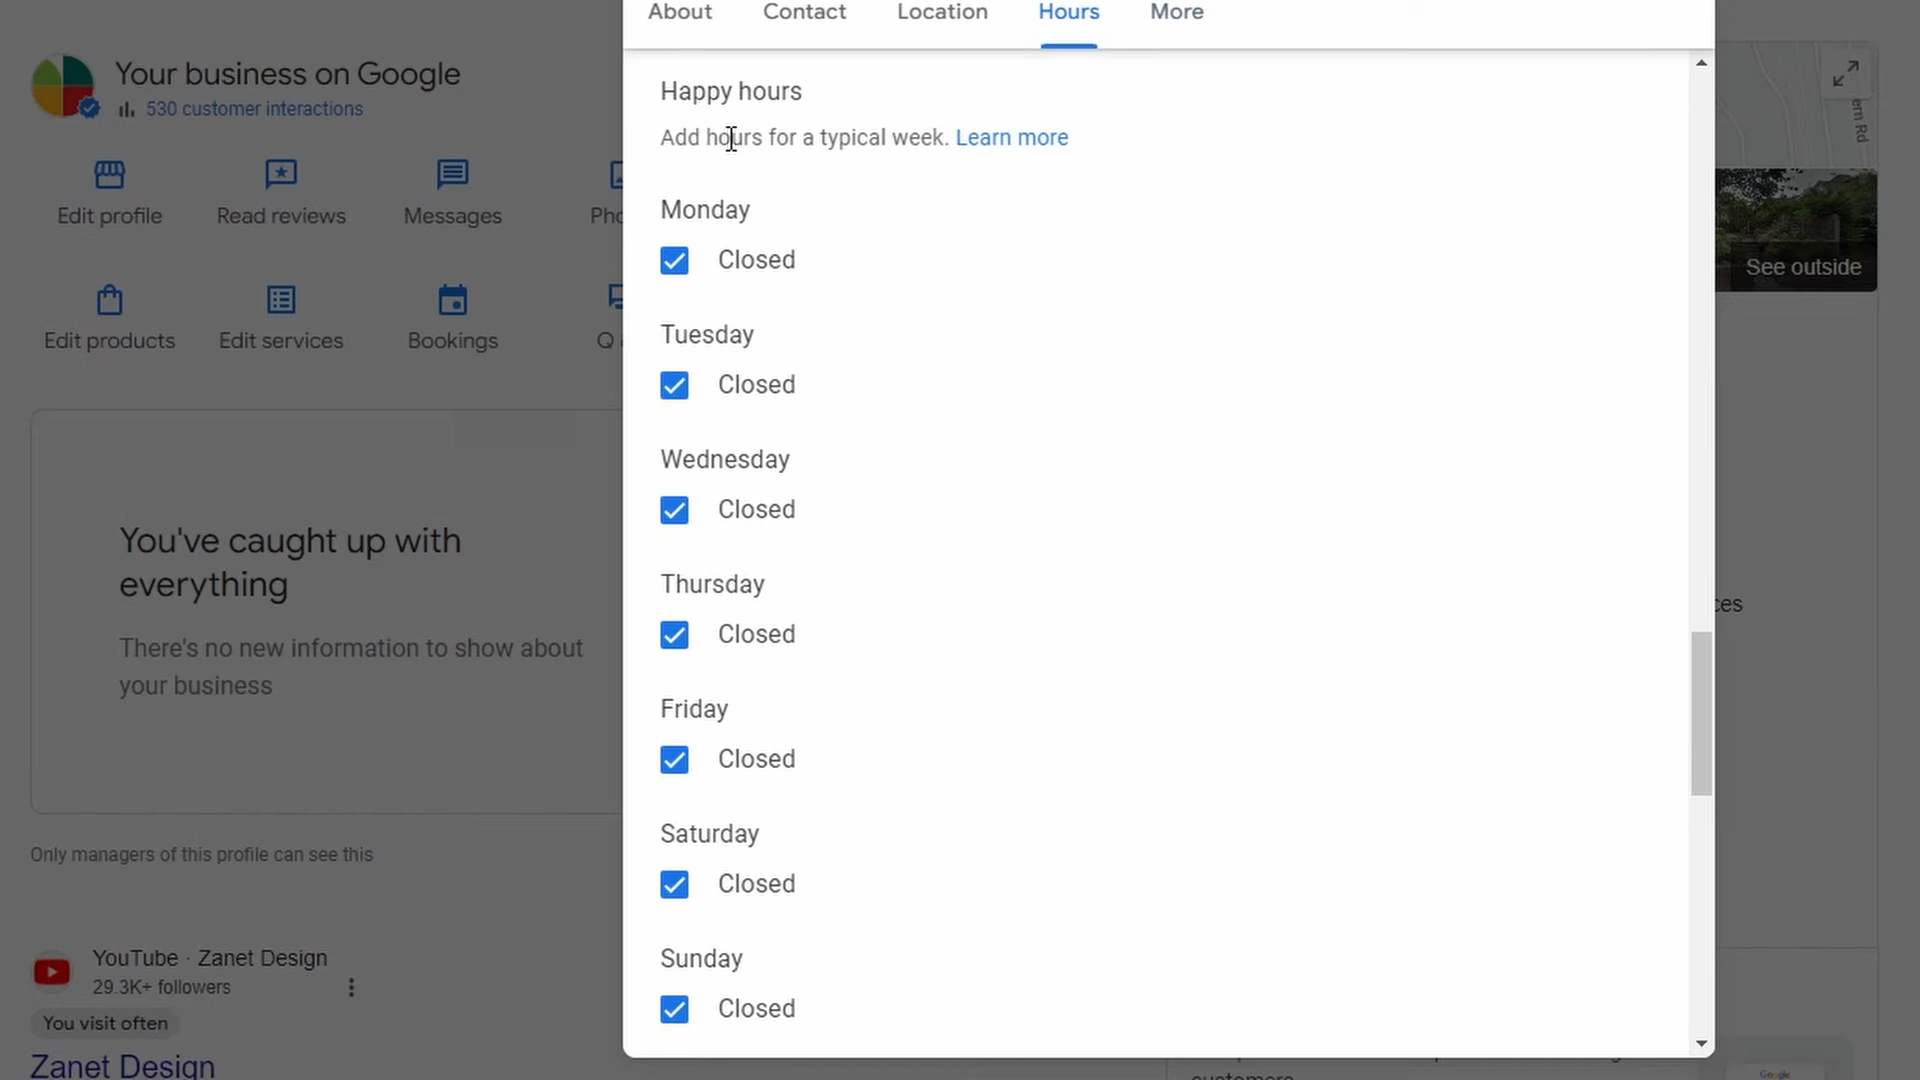 About Contact Location Hours More
Your business on Google
530 customer interactions
Edit profile Read reviews Messages
Edit products Edit services Bookings Q
You've caught up with
everything
There's no new information to show about
your business
Only managers of this profile can see this
YouTube · Zanet Design
29.3K+ followers
You visit often
Zanet Design
Happy hours
Add hours for a typical week. Learn more
Monday
Closed
Tuesday
Closed
Wednesday
Closed
Thursday
Closed
Friday
Closed
Saturday
Closed
Sunday
Closed
ern Rd
See outside
customers
Google